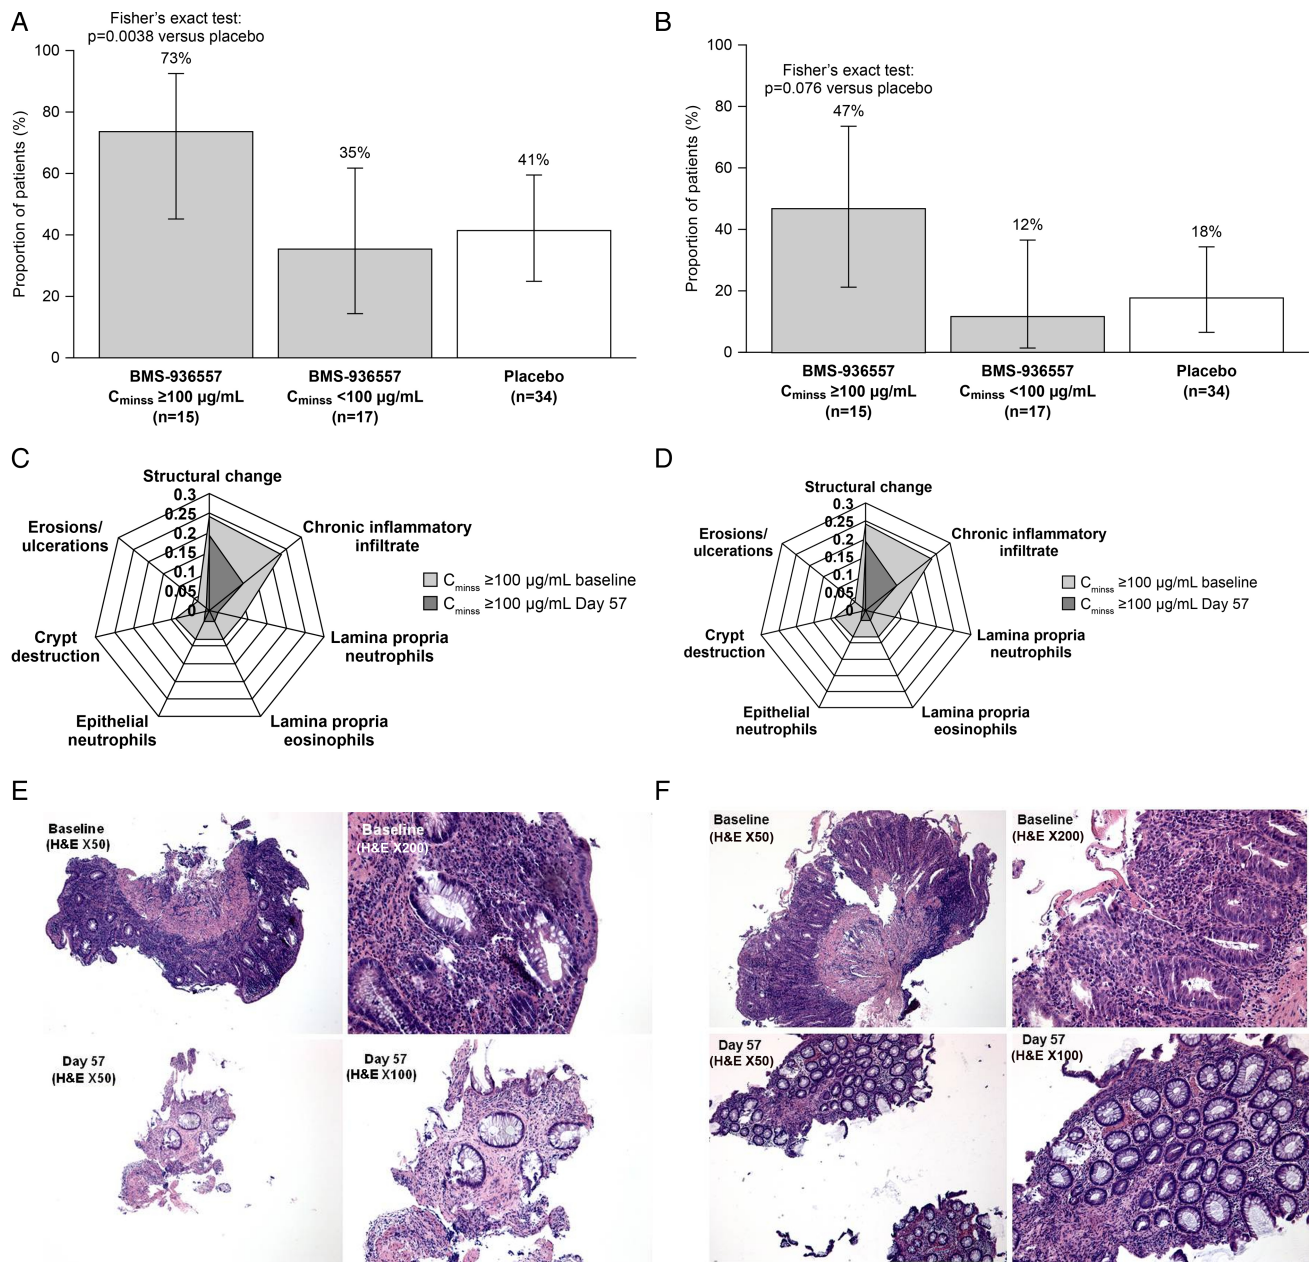 A
Fisher's exact test:
p=0.0038 versus placebo
73%
35%
41%
100
80
60
40
20
0
Proportion of patients (%)
BMS-936557
Cminss ≥100 µg/mL
(n=15)
BMS-936557
Cminss <100 µg/mL
(n=17)
Placebo
(n=34)
B
Fisher's exact test:
p=0.076 versus placebo
47%
12%
18%
100
80
60
40
20
0
Proportion of patients (%)
BMS-936557
Cminss ≥100 µg/mL
(n=15)
BMS-936557
Cminss <100 µg/mL
(n=17)
Placebo
(n=34)
C
Structural change
0.3
0.25
0.2
0.15
0.1
0.05
0
Chronic inflammatory
infiltrate
Lamina propria
neutrophils
Lamina propria
eosinophils
Epithelial
neutrophils
Crypt
destruction
Erosions/
ulcerations
Cminss ≥100 µg/mL baseline
Cminss ≥100 µg/mL Day 57
D
Structural change
0.3
0.25
0.2
0.15
0.1
0.05
0
Chronic inflammatory
infiltrate
Lamina propria
neutrophils
Lamina propria
eosinophils
Epithelial
neutrophils
Crypt
destruction
Erosions/
ulcerations
Cminss ≥100 µg/mL baseline
Cminss ≥100 µg/mL Day 57
E
Baseline
(H&E X50)
Baseline
(H&E X200)
Day 57
(H&E X50)
Day 57
(H&E X100)
F
Baseline
(H&E X50)
Baseline
(H&E X200)
Day 57
(H&E X50)
Day 57
(H&E X100)